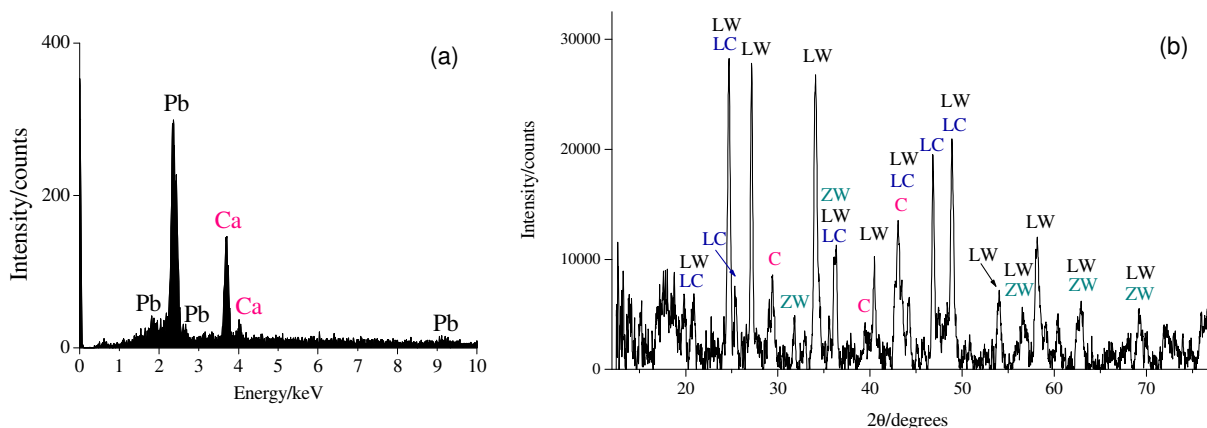 (a)
Intensity/counts
400
200
0
Pb
Pb
Pb
Ca
Ca
Pb
0 1 2 3 4 5 6 7 8 9 10
Energy/keV
(b)
Intensity/counts
30000
20000
10000
0
LW
LC
LW
LW
LW
LC
LC
LW
LC
C
ZW
LW
LC
LW
LC
C
LW
C
LC
C
ZW
LW
LW
LW
LC
LW
ZW
LW
ZW
LW
ZW
20 30 40 50 60 70
2θ/degrees